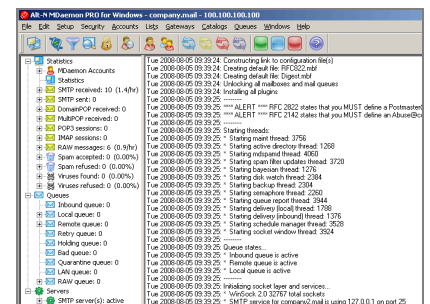 Alt-N MDaemon PRO for Windows - company.mail - 100.100.100.100
File Edit Setup Security Accounts Lists Gateways Catalogs Queues Windows Help
Statistics
MDaemon Accounts
Statistics
SMTP received: 10 (1.4/hr)
SMTP sent: 0
DomainPOP received: 0
MultiPOP received: 0
POP3 sessions: 0
IMAP sessions: 0
RAW messages: 6 (0.9/hr)
Spam accepted: 0 (0.00%)
Spam refused: 0 (0.00%)
Viruses found: 0 (0.00%)
Viruses refused: 0 (0.00%)
Queues
Inbound queue: 0
Local queue: 0
Remote queue: 0
Retry queue: 0
Holding queue: 0
Bad queue: 0
Quarantine queue: 0
LAN queue: 0
RAW queue: 0
Servers
SMTP server(s): active
Tue 2008-08-05 09:39:24: Constructing link to configuration file(s)
Tue 2008-08-05 09:39:24: Creating default file: RFC822.mbf
Tue 2008-08-05 09:39:24: Creating default file: Digest.mbf
Tue 2008-08-05 09:39:24: Unlocking all mailboxes and mail queues
Tue 2008-08-05 09:39:24: Installing all plugins
Tue 2008-08-05 09:39:25: --------
Tue 2008-08-05 09:39:25: **** ALERT **** RFC 2822 states that you MUST define a Postmaster
Tue 2008-08-05 09:39:25: **** ALERT **** RFC 2142 states that you MUST define an Abuse@c
Tue 2008-08-05 09:39:25: --------
Tue 2008-08-05 09:39:25: Starting threads:
Tue 2008-08-05 09:39:25: * Starting maint thread: 3756
Tue 2008-08-05 09:39:25: * Starting active directory thread: 1268
Tue 2008-08-05 09:39:25: * Starting mdspamd thread: 4060
Tue 2008-08-05 09:39:25: * Starting spam filter updates thread: 3720
Tue 2008-08-05 09:39:25: * Starting bayesian thread: 1276
Tue 2008-08-05 09:39:25: * Starting disk watch thread: 2384
Tue 2008-08-05 09:39:25: * Starting backup thread: 2304
Tue 2008-08-05 09:39:25: * Starting semaphore thread: 2260
Tue 2008-08-05 09:39:25: * Starting queue report thread: 3944
Tue 2008-08-05 09:39:25: * Starting delivery (local) thread: 1788
Tue 2008-08-05 09:39:25: * Starting delivery (inbound) thread: 1376
Tue 2008-08-05 09:39:25: * Starting schedule manager thread: 3528
Tue 2008-08-05 09:39:25: * Starting socket window thread: 3924
Tue 2008-08-05 09:39:25: --------
Tue 2008-08-05 09:39:25: Queue states...
Tue 2008-08-05 09:39:25: * Inbound queue is active
Tue 2008-08-05 09:39:25: * Remote queue is active
Tue 2008-08-05 09:39:25: * Local queue is active
Tue 2008-08-05 09:39:25: --------
Tue 2008-08-05 09:39:25: Initializing socket layer and services...
Tue 2008-08-05 09:39:25: * WinSock 2.0 32767 sockets
Tue 2008-08-05 09:39:25: * SMTP service for company2.mail is using 127.0.0.1 on port 25